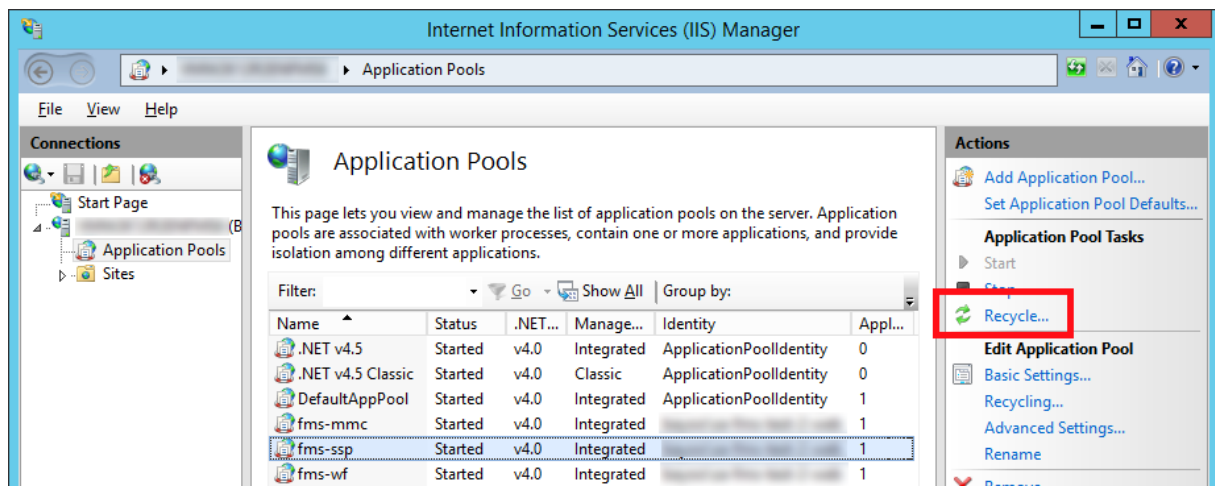 Internet Information Services (IIS) Manager
Application Pools
File View Help
Connections
Start Page
(B
Application Pools
Sites
Application Pools
This page lets you view and manage the list of application pools on the server. Application
pools are associated with worker processes, contain one or more applications, and provide
isolation among different applications.
Filter: Go Show All Group by:
Name Status .NET... Manage... Identity Appl...
.NET v4.5 Started v4.0 Integrated ApplicationPoolIdentity 0
.NET v4.5 Classic Started v4.0 Classic ApplicationPoolIdentity 0
DefaultAppPool Started v4.0 Integrated ApplicationPoolIdentity 1
fms-mmc Started v4.0 Integrated 1
fms-ssp Started v4.0 Integrated 1
fms-wf Started v4.0 Integrated 1
Actions
Add Application Pool...
Set Application Pool Defaults...
Application Pool Tasks
Start
Stop
Recycle...
Edit Application Pool
Basic Settings...
Recycling...
Advanced Settings...
Rename
Remove